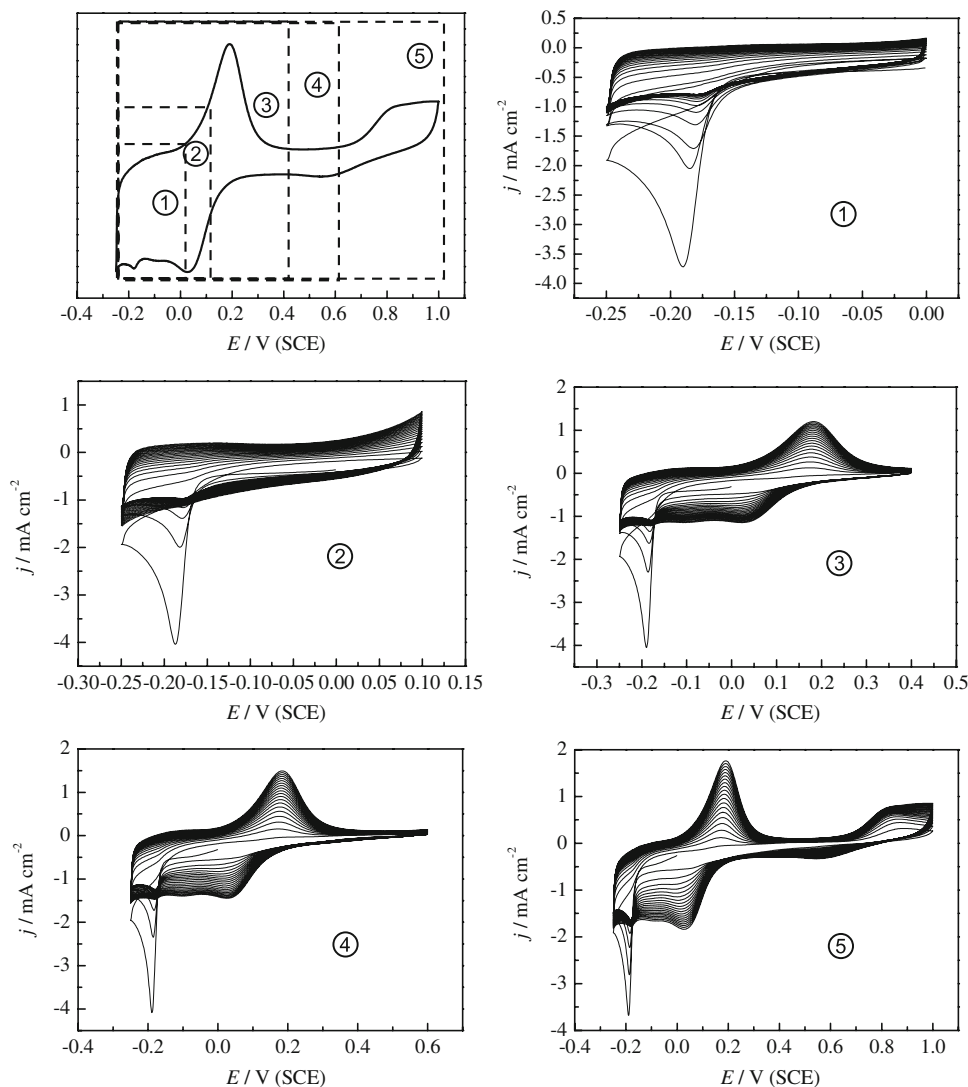 ①
②
③
④
⑤
-0.4 -0.2 0.0 0.2 0.4 0.6 0.8 1.0
E / V (SCE)
j / mA cm⁻²
0.5
0.0
-0.5
-1.0
-1.5
-2.0
-2.5
-3.0
-3.5
-4.0
①
-0.25 -0.20 -0.15 -0.10 -0.05 0.00
E / V (SCE)
j / mA cm⁻²
1
0
-1
-2
-3
-4
②
-0.30 -0.25 -0.20 -0.15 -0.10 -0.05 0.00 0.05 0.10 0.15
E / V (SCE)
j / mA cm⁻²
2
1
0
-1
-2
-3
-4
③
-0.3 -0.2 -0.1 0.0 0.1 0.2 0.3 0.4 0.5
E / V (SCE)
j / mA cm⁻²
2
1
0
-1
-2
-3
-4
④
-0.4 -0.2 0.0 0.2 0.4 0.6
E / V (SCE)
j / mA cm⁻²
2
1
0
-1
-2
-3
-4
⑤
-0.4 -0.2 0.0 0.2 0.4 0.6 0.8 1.0
E / V (SCE)